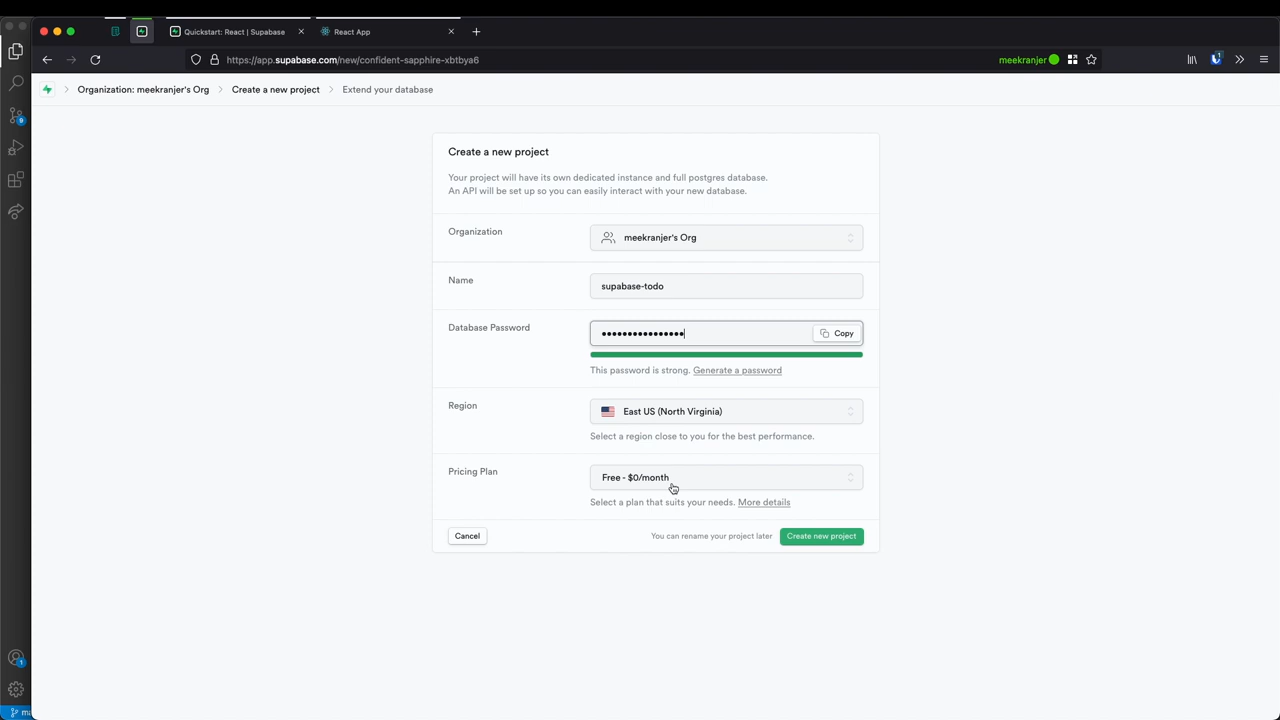 Quickstart: React | Supabase
React App
https://app.supabase.com/new/confident-sapphire-xbtbya6
meekranjer
1
Organization: meekranjer's Org
Create a new project
Extend your database
9
Create a new project
Your project will have its own dedicated instance and full postgres database.
An API will be set up so you can easily interact with your new database.
Organization
meekranjer's Org
Name
supabase-todo
Database Password
••••••••••••••••
Copy
This password is strong. Generate a password
Region
East US (North Virginia)
Select a region close to you for the best performance.
Pricing Plan
Free - $0/month
Select a plan that suits your needs. More details
Cancel
You can rename your project later
Create new project
1